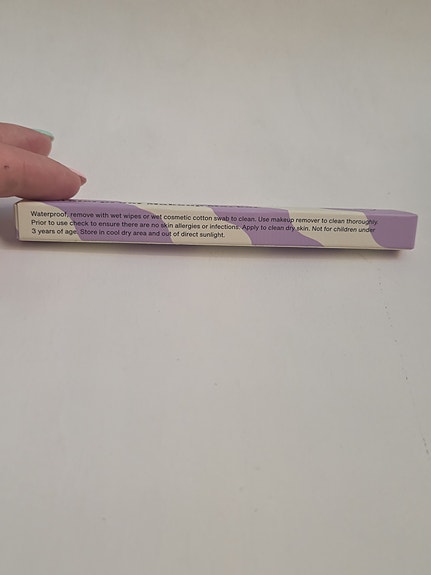 Waterproof, remove with wet wipes or wet cosmetic cotton swab to clean. Use makeup remover to clean thoroughly.
Prior to use check to ensure there are no skin allergies or infections. Apply to clean dry skin. Not for children under
3 years of age. Store in cool dry area and out of direct sunlight.